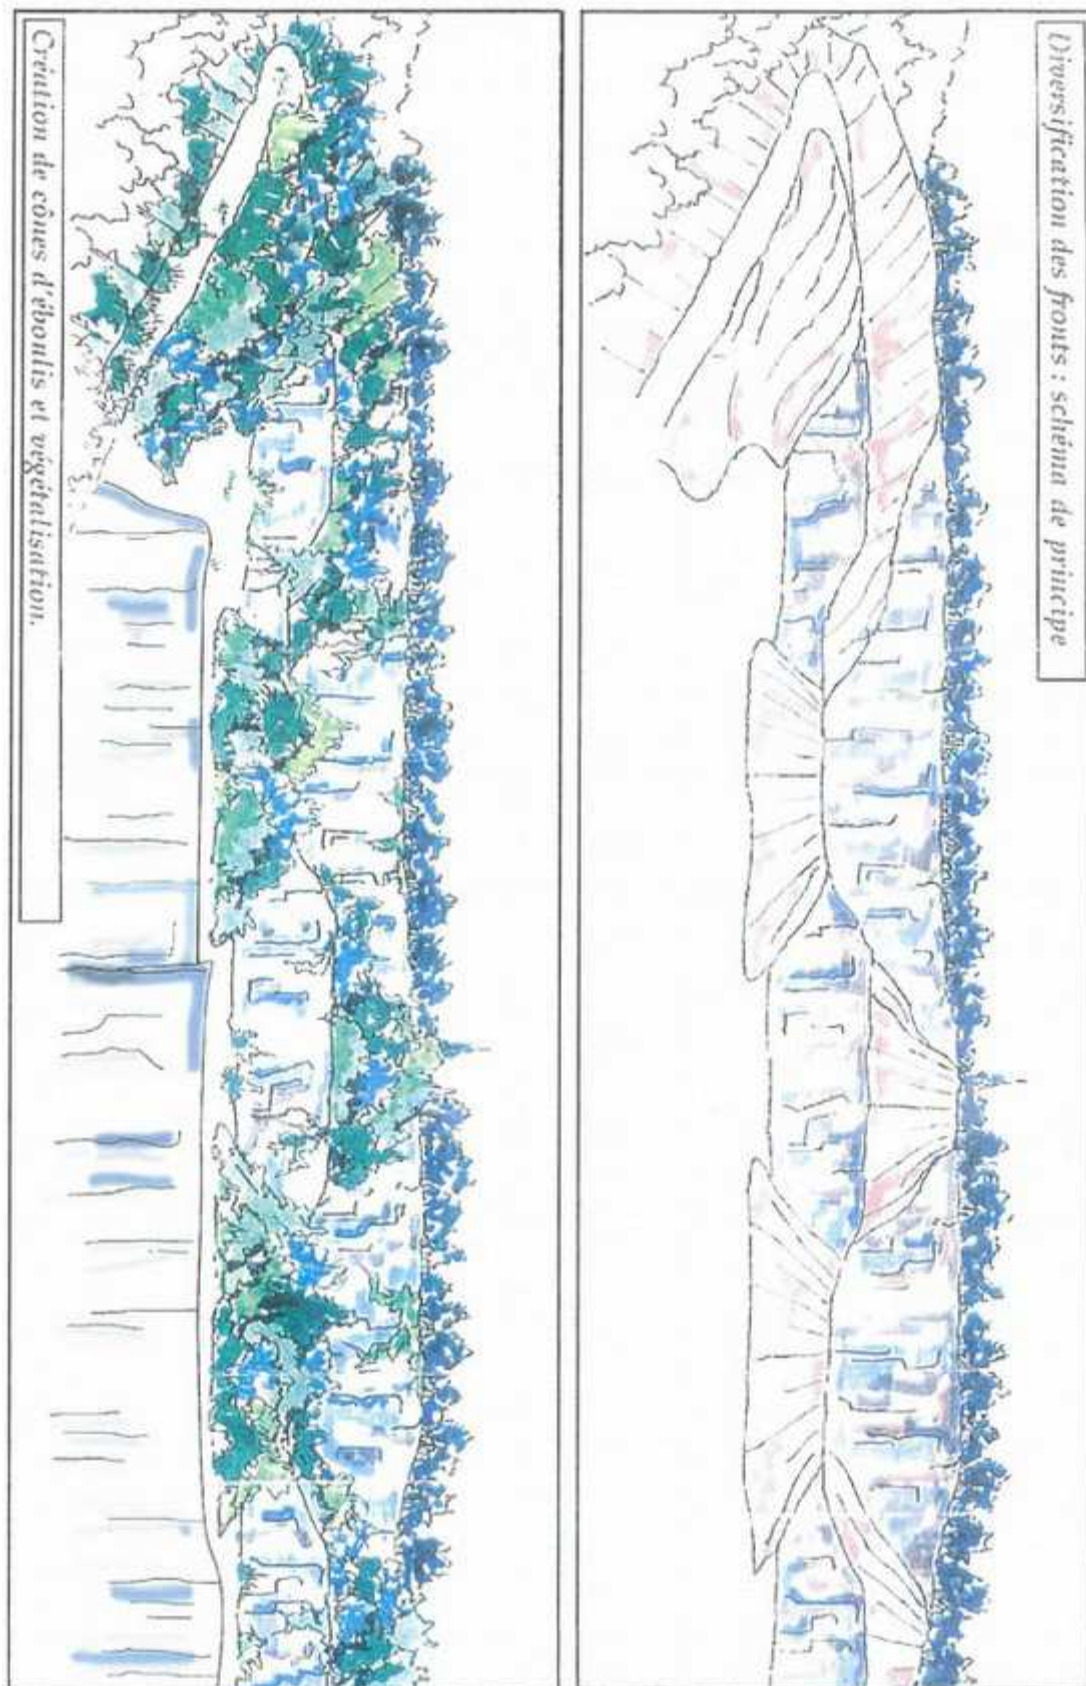 Diversification des fronts : schéma de principe
Création de cônes d'éboulis et végétalisation.